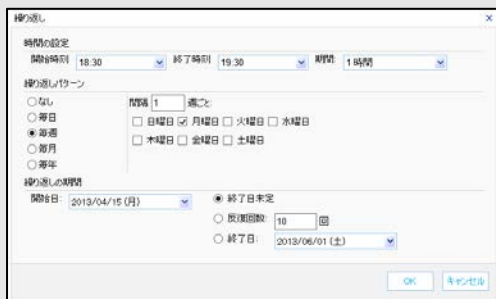 繰り返し
時間の設定
開始時刻: 18:30 終了時刻 19:30 期間: 1 時間
繰り返しパターン
なし
毎日
毎週
毎月
毎年
間隔 1 週ごと:
日曜日 月曜日 火曜日 水曜日
木曜日 金曜日 土曜日
繰り返しの期間
開始日: 2013/04/15 (月)
終了日未定
反復回数: 10 回
終了日: 2013/06/01 (土)
OK キャンセル